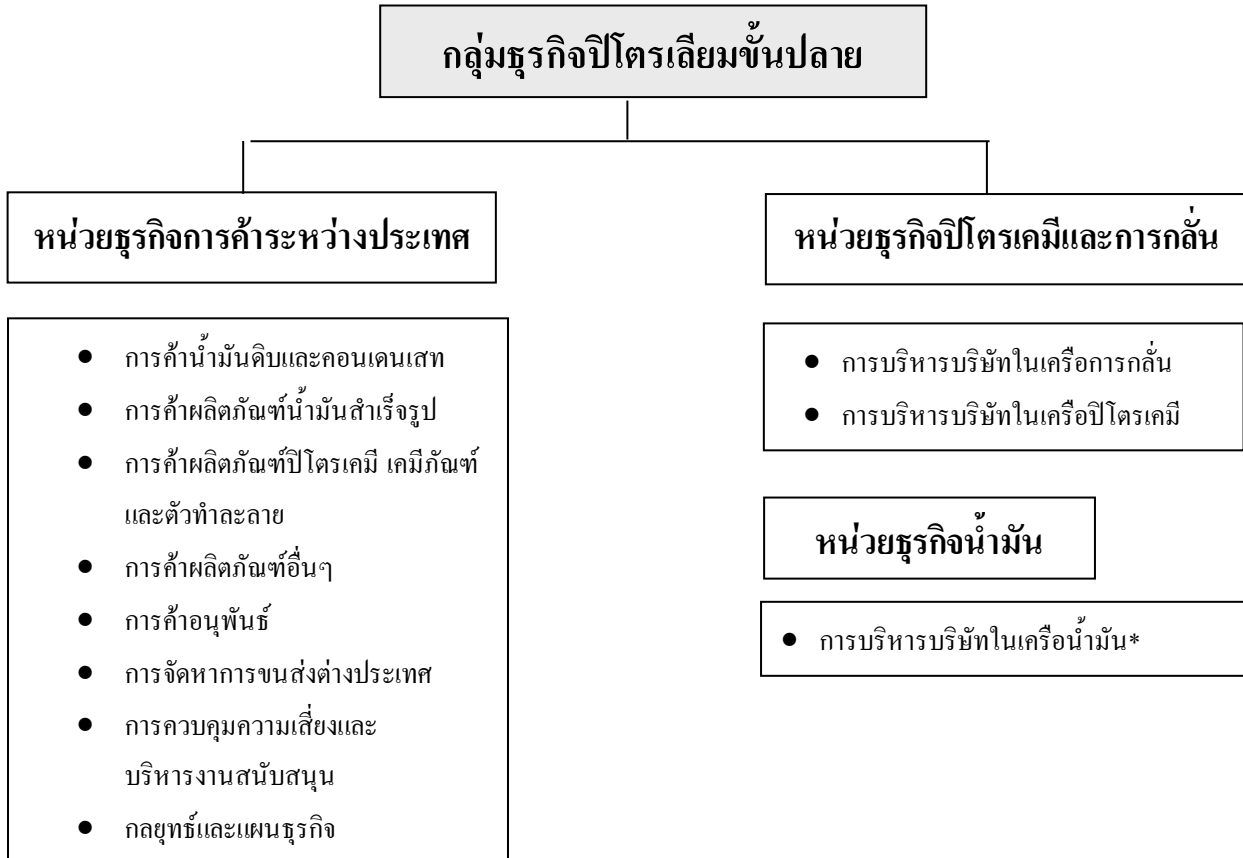 กลุ่มธุรกิจปิโตรเลียมขั้นปลาย
หน่วยธุรกิจการค้าระหว่างประเทศ
● การค้าน้ำมันดิบและคอนเดนเสท
● การค้าผลิตภัณฑ์น้ำมันสำเร็จรูป
● การค้าผลิตภัณฑ์ปิโตรเคมี เคมีภัณฑ์
และตัวทำละลาย
● การค้าผลิตภัณฑ์อื่นๆ
● การค้าอนุพันธ์
● การจัดหาการขนส่งต่างประเทศ
● การควบคุมความเสี่ยงและ
บริหารงานสนับสนุน
● กลยุทธ์และแผนธุรกิจ
หน่วยธุรกิจปิโตรเคมีและการกลั่น
● การบริหารบริษัทในเครือการกลั่น
● การบริหารบริษัทในเครือปิโตรเคมี
หน่วยธุรกิจน้ำมัน
● การบริหารบริษัทในเครือน้ำมัน*